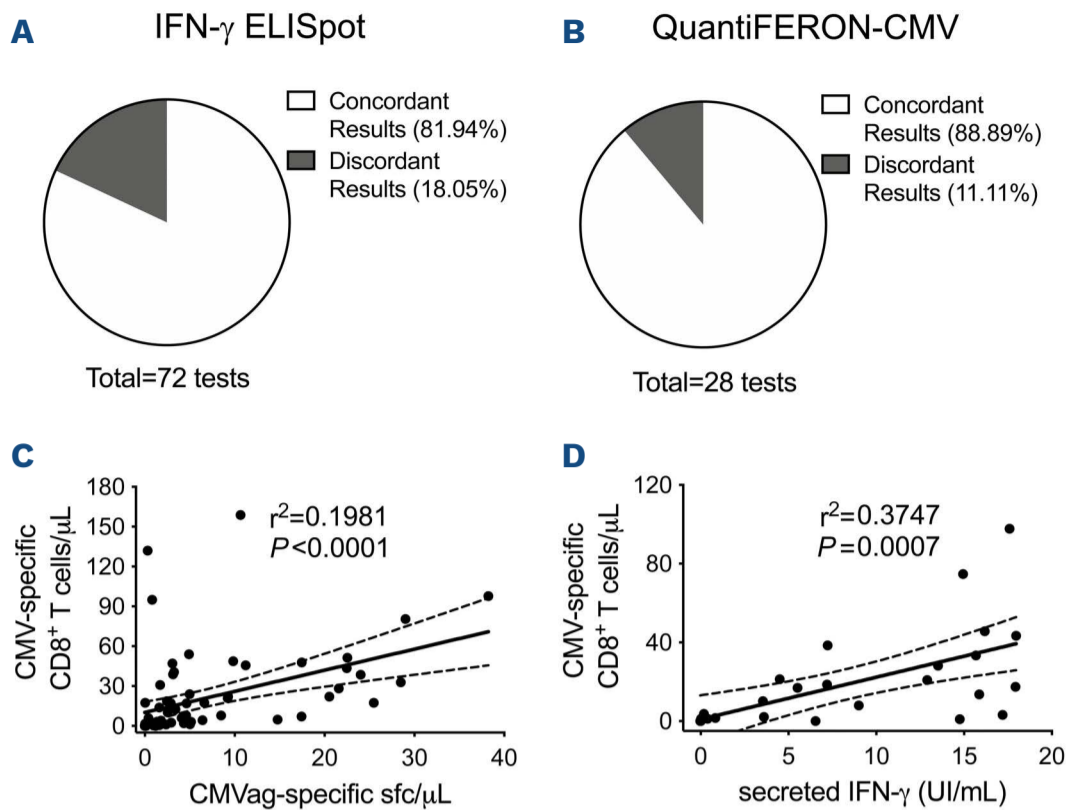 A
IFN-γ ELISpot
Concordant
Results (81.94%)
Discordant
Results (18.05%)
Total=72 tests
B
QuantiFERON-CMV
Concordant
Results (88.89%)
Discordant
Results (11.11%)
Total=28 tests
C
CMV-specific
CD8⁺ T cells/μL
180
150
120
90
60
30
0
r²=0.1981
P<0.0001
0 10 20 30 40
CMVag-specific sfc/μL
D
CMV-specific
CD8⁺ T cells/μL
120
80
40
0
r²=0.3747
P=0.0007
0 5 10 15 20
secreted IFN-γ (UI/mL)